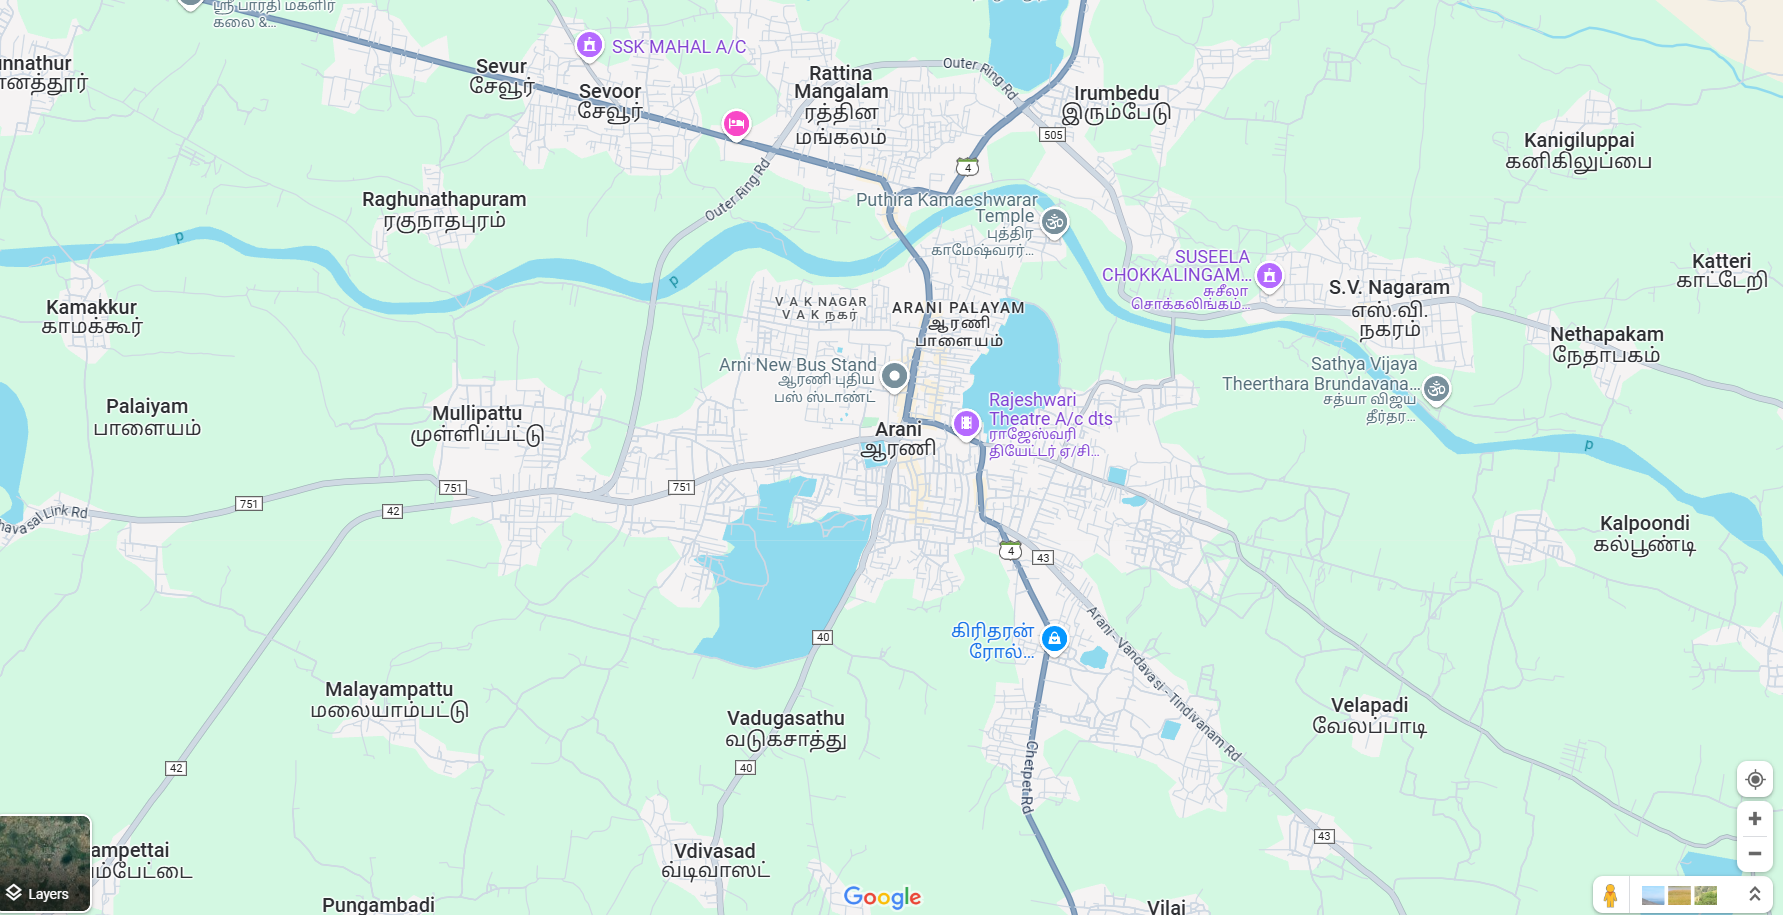 ஸ்ரீ பாரதி மகளிர்
கலை &...
SSK MAHAL A/C
Outer Ring Rd
Sevur
சேவூர்
Sevoor
சேவூர்
Rattina
Mangalam
ரத்தின
மங்கலம்
Irumbedu
இரும்பேடு
505
4
Kanigiluppai
கனிகிலுப்பை
Outer Ring Rd
Raghunathapuram
ரகுநாதபுரம்
Puthira Kamaeshwarar
Temple
புத்திர
காமேஷ்வரர்...
SUSEELA
CHOKKALINGAM...
சுசீலா
சொக்கலிங்கம்...
S.V. Nagaram
எஸ்.வி.
நகரம்
Katteri
காட்டேறி
Kamakkur
காமக்கூர்
V A K NAGAR
V A K நகர்
ARANI PALAYAM
ஆரணி
பாளையம்
Nethapakam
நேதாபகம்
Arni New Bus Stand
ஆரணி புதிய
பஸ் ஸ்டாண்ட்
Sathya Vijaya
Theerthara Brundavana...
சத்யா விஜய
தீர்தர...
Palaiyam
பாளையம்
Mullipattu
முள்ளிப்பட்டு
Arani
ஆரணி
Rajeshwari
Theatre A/c dts
ராஜேஸ்வரி
தியேட்டர் ஏ/சி...
751
751
751
42
Link Rd
Kalpoondi
கல்பூண்டி
4
43
கிரிதரன்
ரோல்...
40
Arani - Vandavasi - Tindivanam Rd
Malayampattu
மலையாம்பட்டு
Vadugasathu
வடுகசாத்து
Velapadi
வேலப்பாடி
42
40
Chetpet Rd
43
Vdivasad
வ்டிவாஸட்
Layers
Pungambadi
Google
Vilai